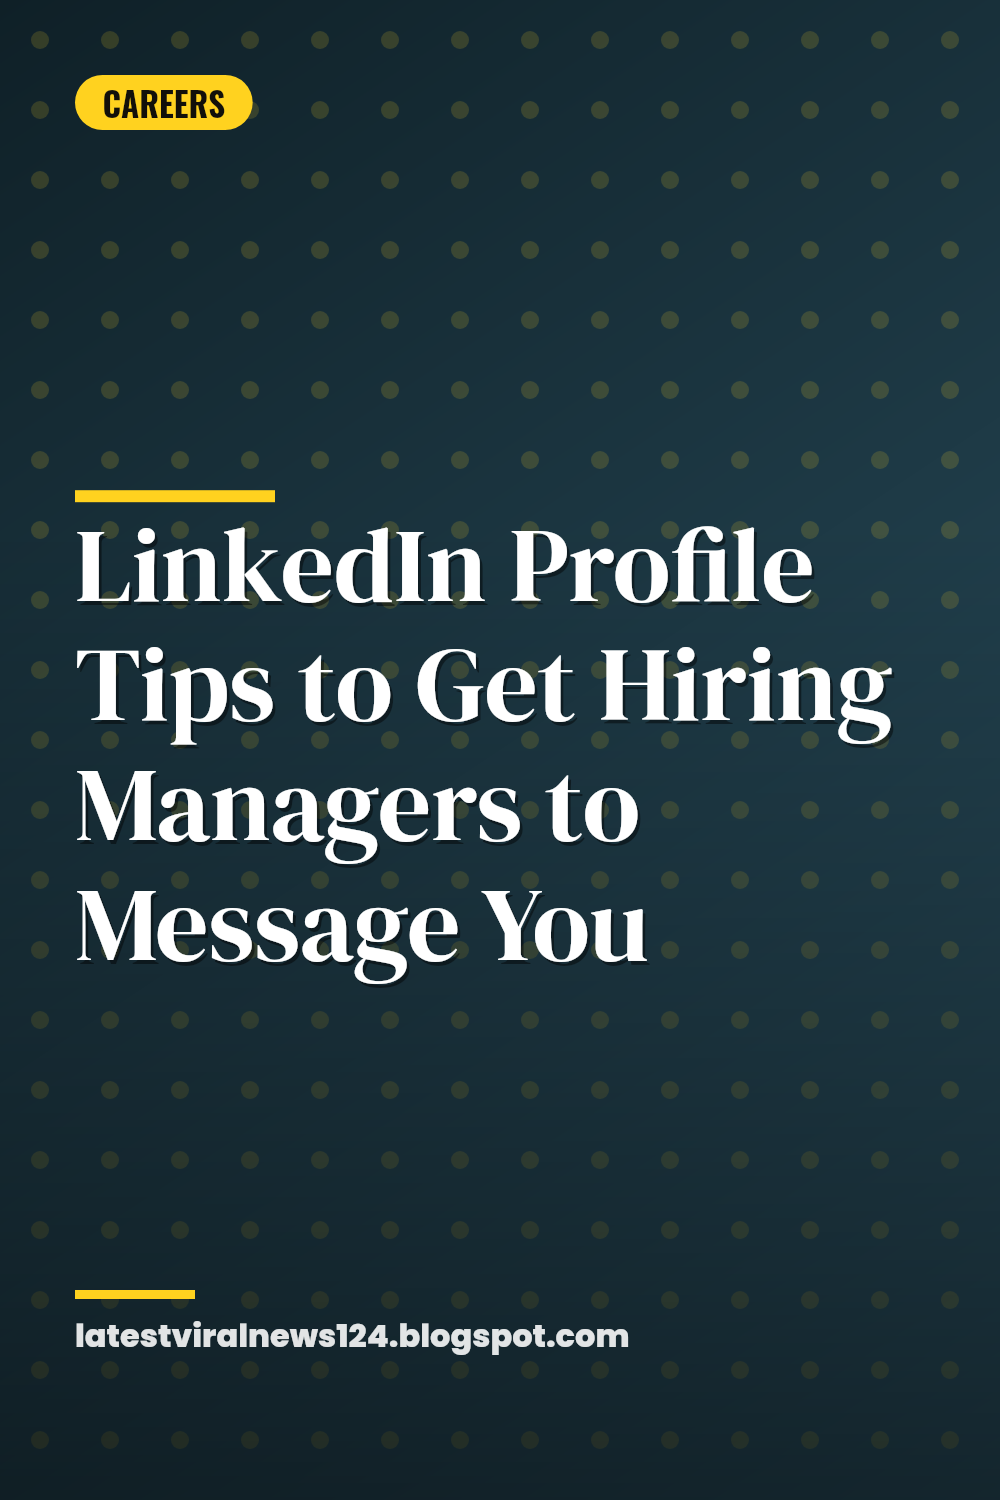 CAREERS
LinkedIn Profile
Tips to Get Hiring
Managers to
Message You
latestviralnews124.blogspot.com